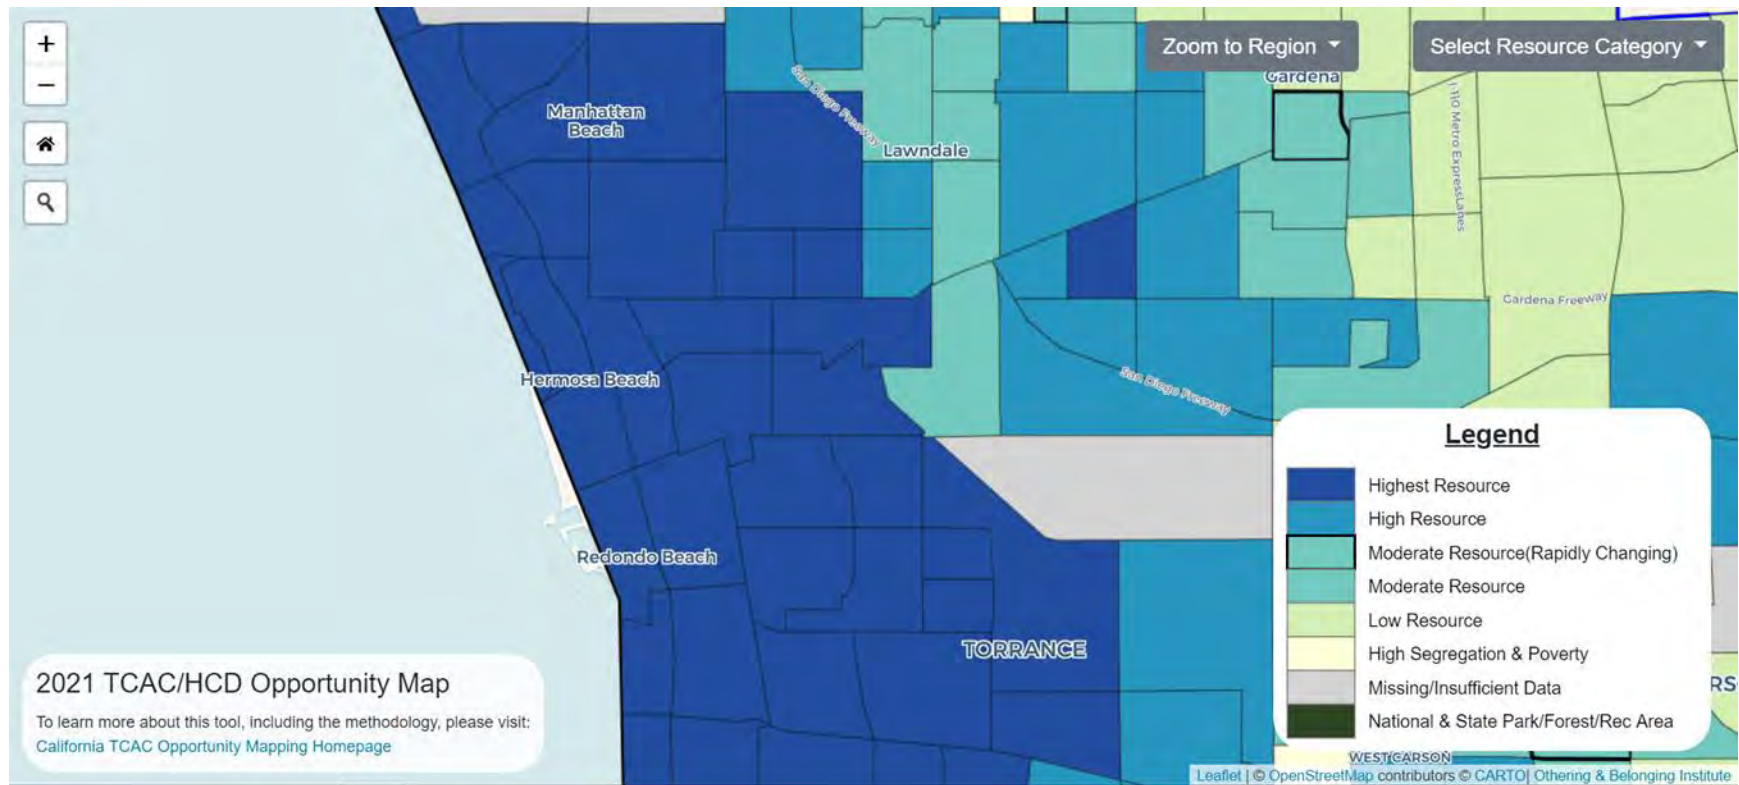 +
Zoom to Region
Select Resource Category
−
Gardena
San Diego Freeway
I-110 Metro ExpressLanes
Manhattan
Beach
Lawndale
Gardena Freeway
Hermosa Beach
San Diego Freeway
Legend
Highest Resource
High Resource
Redondo Beach
Moderate Resource(Rapidly Changing)
Moderate Resource
Low Resource
TORRANCE
High Segregation & Poverty
2021 TCAC/HCD Opportunity Map
Missing/Insufficient Data
RS
To learn more about this tool, including the methodology, please visit:
National & State Park/Forest/Rec Area
California TCAC Opportunity Mapping Homepage
WEST CARSON
Leaflet | © OpenStreetMap contributors © CARTO| Othering & Belonging Institute